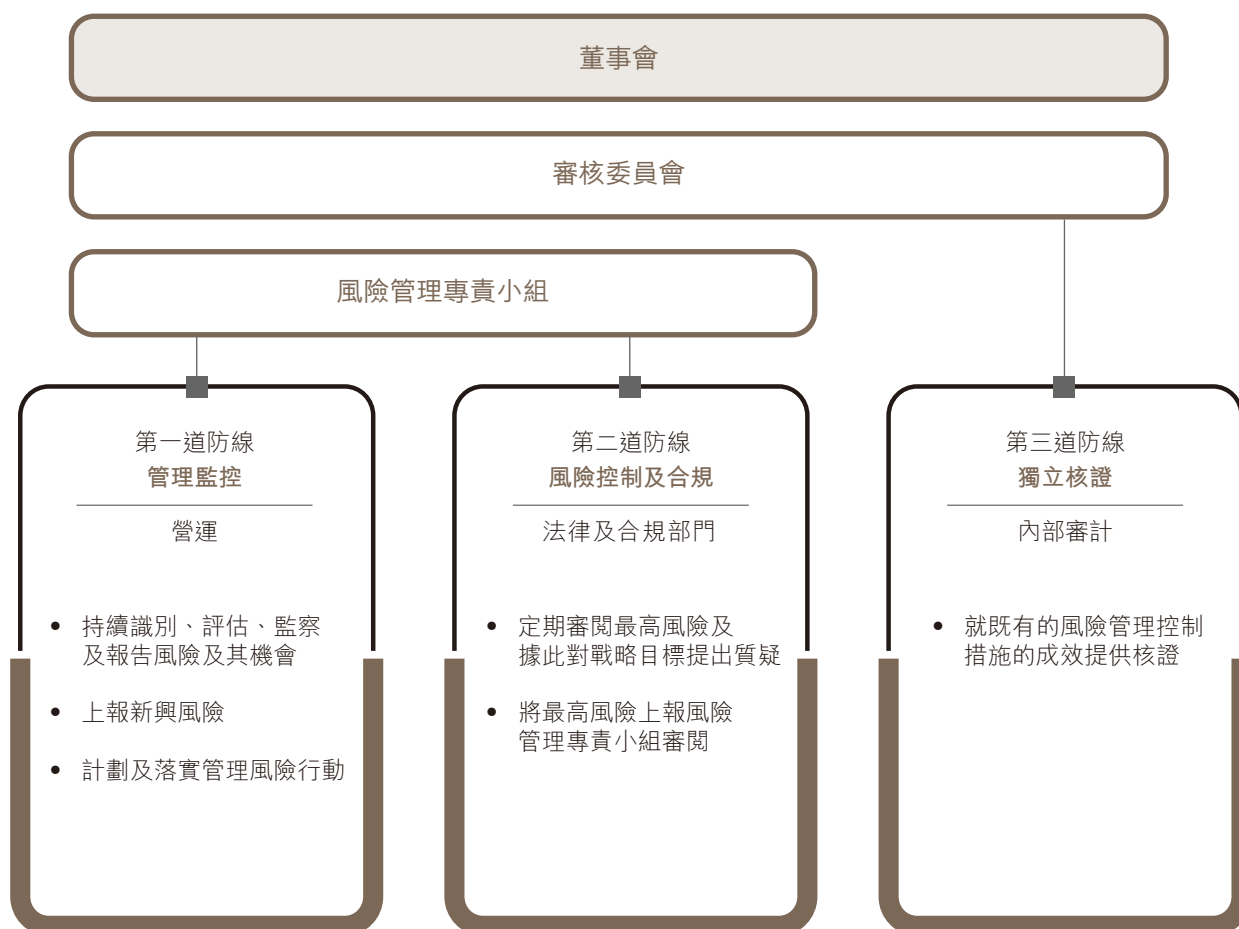 董事會
審核委員會
風險管理專責小組
第一道防線
管理監控
營運
• 持續識別、評估、監察
及報告風險及其機會
• 上報新興風險
• 計劃及落實管理風險行動
第二道防線
風險控制及合規
法律及合規部門
• 定期審閱最高風險及
據此對戰略目標提出質疑
• 將最高風險上報風險
管理專責小組審閱
第三道防線
獨立核證
內部審計
• 就既有的風險管理控制
措施的成效提供核證